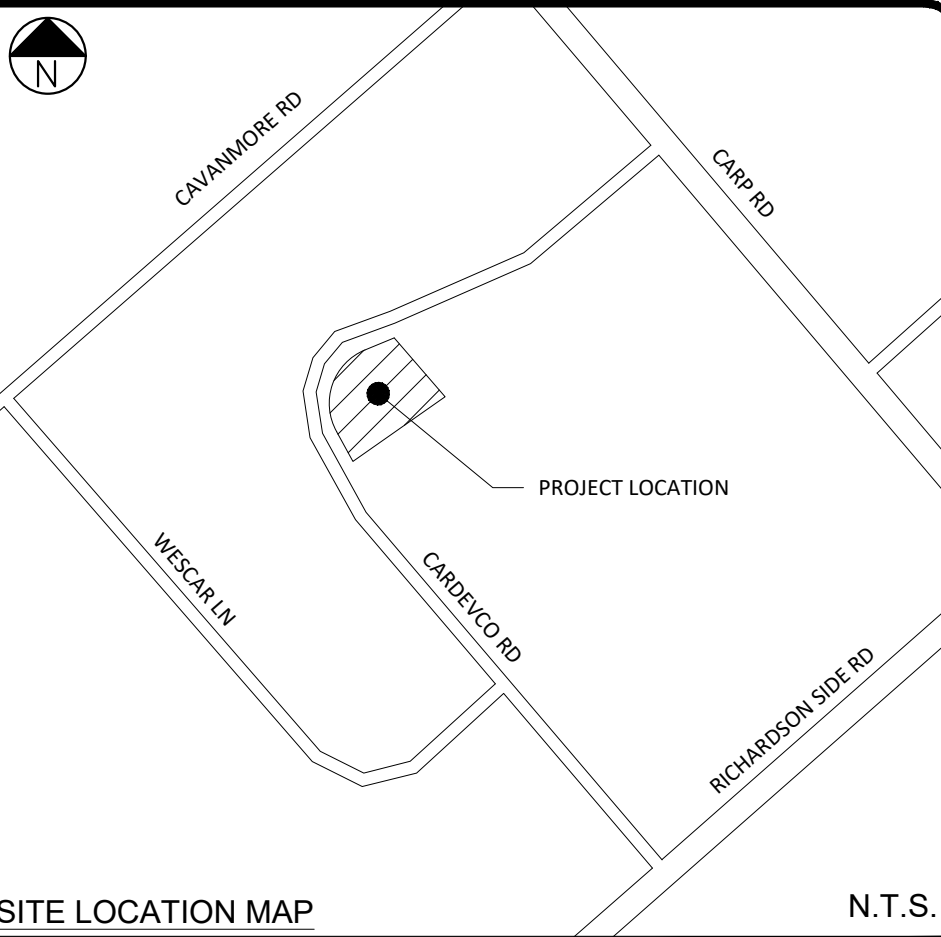 N
CAVANMORE RD
CARP RD
PROJECT LOCATION
WESCAR LN
CARDEVCO RD
RICHARDSON SIDE RD
SITE LOCATION MAP
N.T.S.